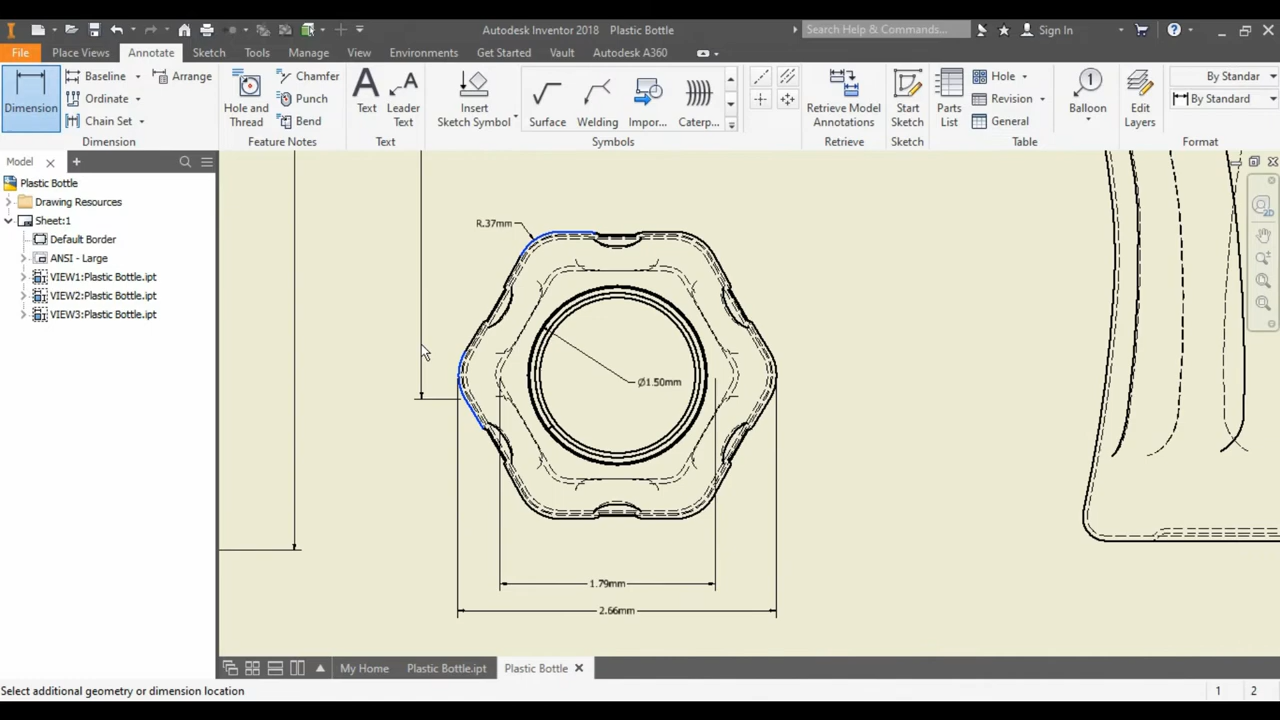 Autodesk Inventor 2018 Plastic Bottle
Search Help & Commands...
Sign In
File Place Views Annotate Sketch Tools Manage View Environments Get Started Vault Autodesk A360
Dimension
Baseline
Ordinate
Chain Set
Arrange
Dimension
Hole and
Thread
Chamfer
Punch
Bend
Feature Notes
Text
Leader
Text
Text
Insert
Sketch Symbol
Surface Welding Impor... Caterp...
Symbols
Retrieve Model
Annotations
Retrieve
Start
Sketch
Sketch
Parts
List
Hole
Revision
General
Table
Balloon
Edit
Layers
By Standar
By Standard
Format
Model
Plastic Bottle
Drawing Resources
Sheet:1
Default Border
ANSI - Large
VIEW1:Plastic Bottle.ipt
VIEW2:Plastic Bottle.ipt
VIEW3:Plastic Bottle.ipt
2D
R.37mm
Ø1.50mm
1.79mm
2.66mm
My Home Plastic Bottle.ipt Plastic Bottle
Select additional geometry or dimension location
1 2